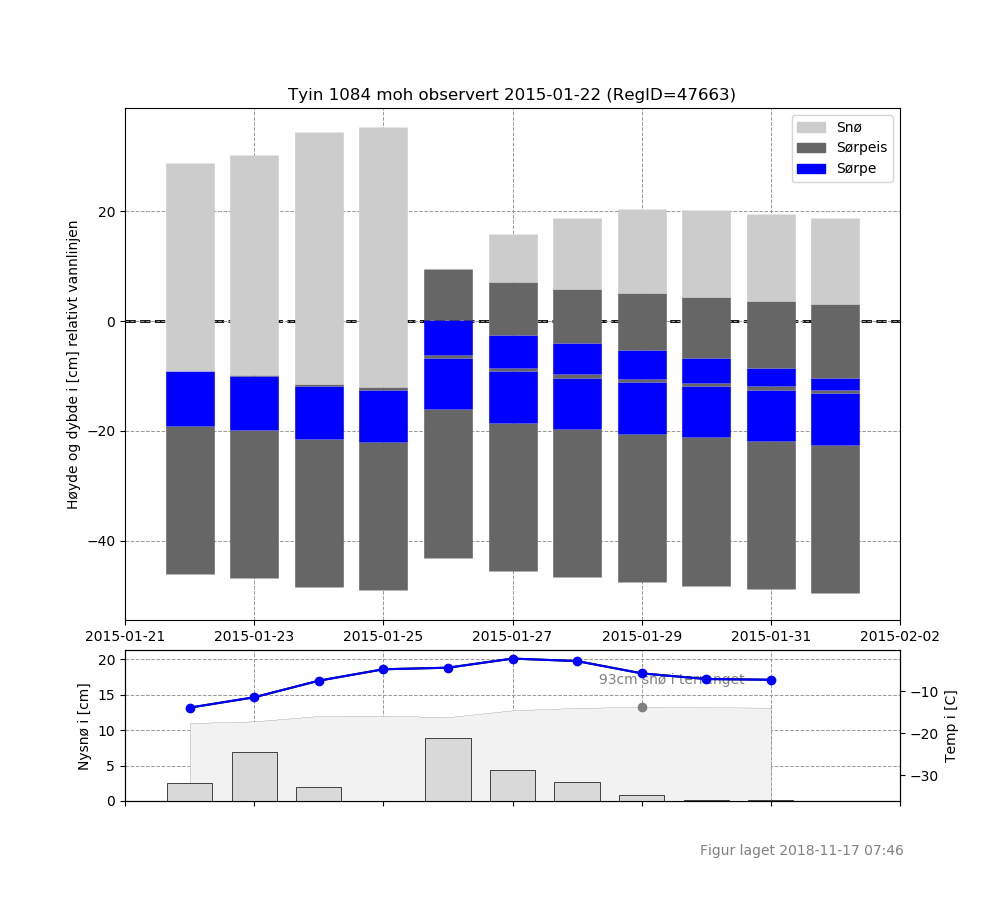 Tyin 1084 moh observert 2015-01-22 (RegID=47663)
Snø
Sørpeis
Sørpe
Høyde og dybde i [cm] relativt vannlinjen
20
0
−20
−40
2015-01-21 2015-01-23 2015-01-25 2015-01-27 2015-01-29 2015-01-31 2015-02-02
Nysnø i [cm]
20
15
10
5
0
93cm snø i terrenget
−10
−20
−30
Temp i [C]
Figur laget 2018-11-17 07:46